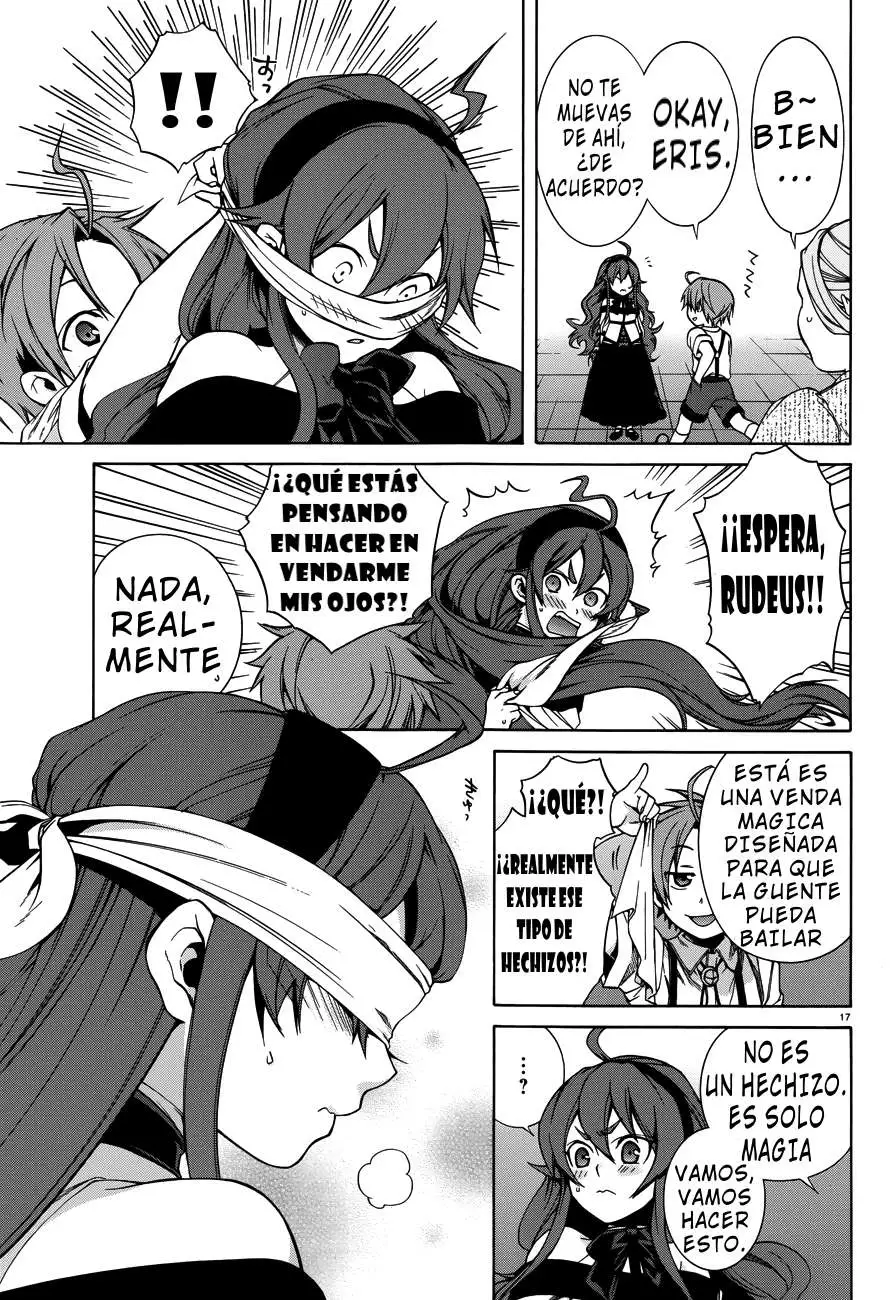 B~
BIEN
...
OKAY,
ERIS.
NO TE
MUEVAS
DE AHÍ,
¿DE
ACUERDO?
!!
あっ
¡¡ESPERA,
RUDEUS!!
¡¿QUÉ ESTÁS
PENSANDO
EN HACER EN
VENDARME
MIS OJOS?!
NADA,
REAL-
MENTE
ESTÁ ES
UNA VENDA
MAGICA
DISEÑADA
PARA QUE
LA GUENTE
PUEDA
BAILAR
¡¿QUÉ?!
¡¿REALMENTE
EXISTE ESE
TIPO DE
HECHIZOS?!
17
NO ES
UN HECHIZO.
ES SOLO
MAGIA
VAMOS,
VAMOS
HACER
ESTO.
...?